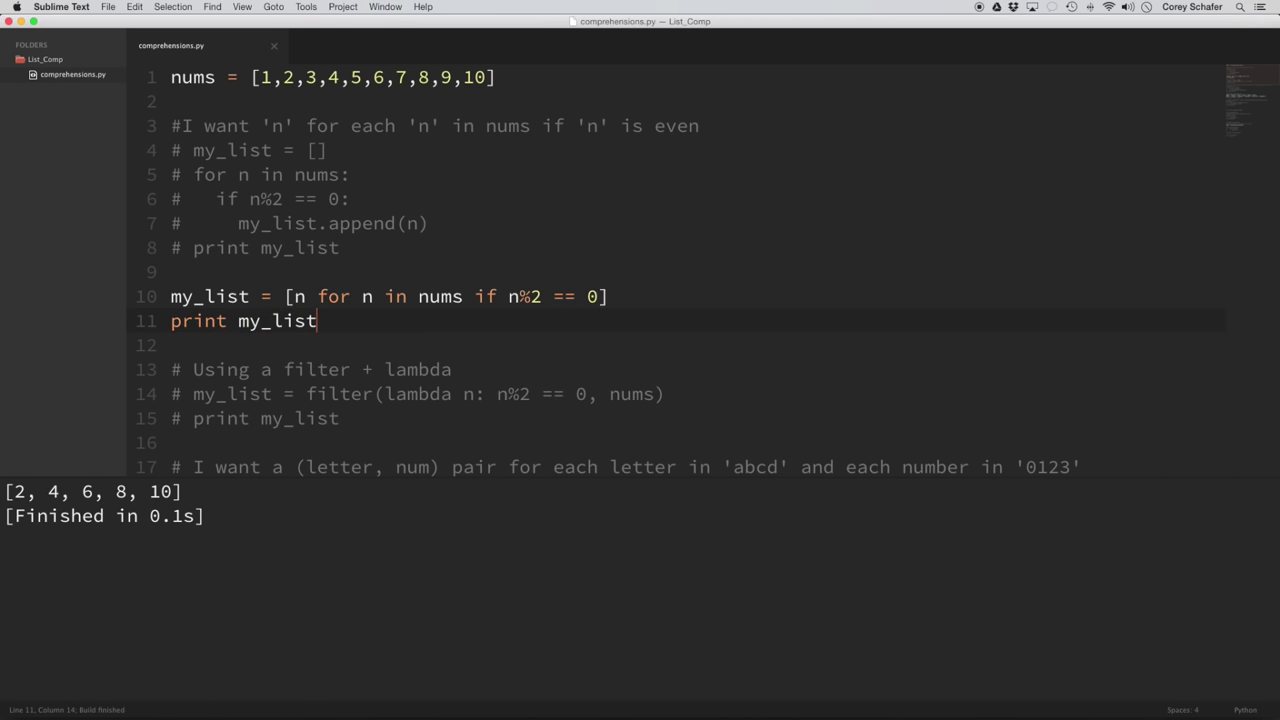 Sublime Text File Edit Selection Find View Goto Tools Project Window Help Corey Schafer
comprehensions.py — List_Comp
FOLDERS
List_Comp
comprehensions.py
comprehensions.py
1 nums = [1,2,3,4,5,6,7,8,9,10]
2
3 #I want 'n' for each 'n' in nums if 'n' is even
4 # my_list = []
5 # for n in nums:
6 #   if n%2 == 0:
7 #     my_list.append(n)
8 # print my_list
9
10 my_list = [n for n in nums if n%2 == 0]
11 print my_list
12
13 # Using a filter + lambda
14 # my_list = filter(lambda n: n%2 == 0, nums)
15 # print my_list
16
17 # I want a (letter, num) pair for each letter in 'abcd' and each number in '0123'
[2, 4, 6, 8, 10]
[Finished in 0.1s]
Line 11, Column 14, Build finished Spaces: 4 Python